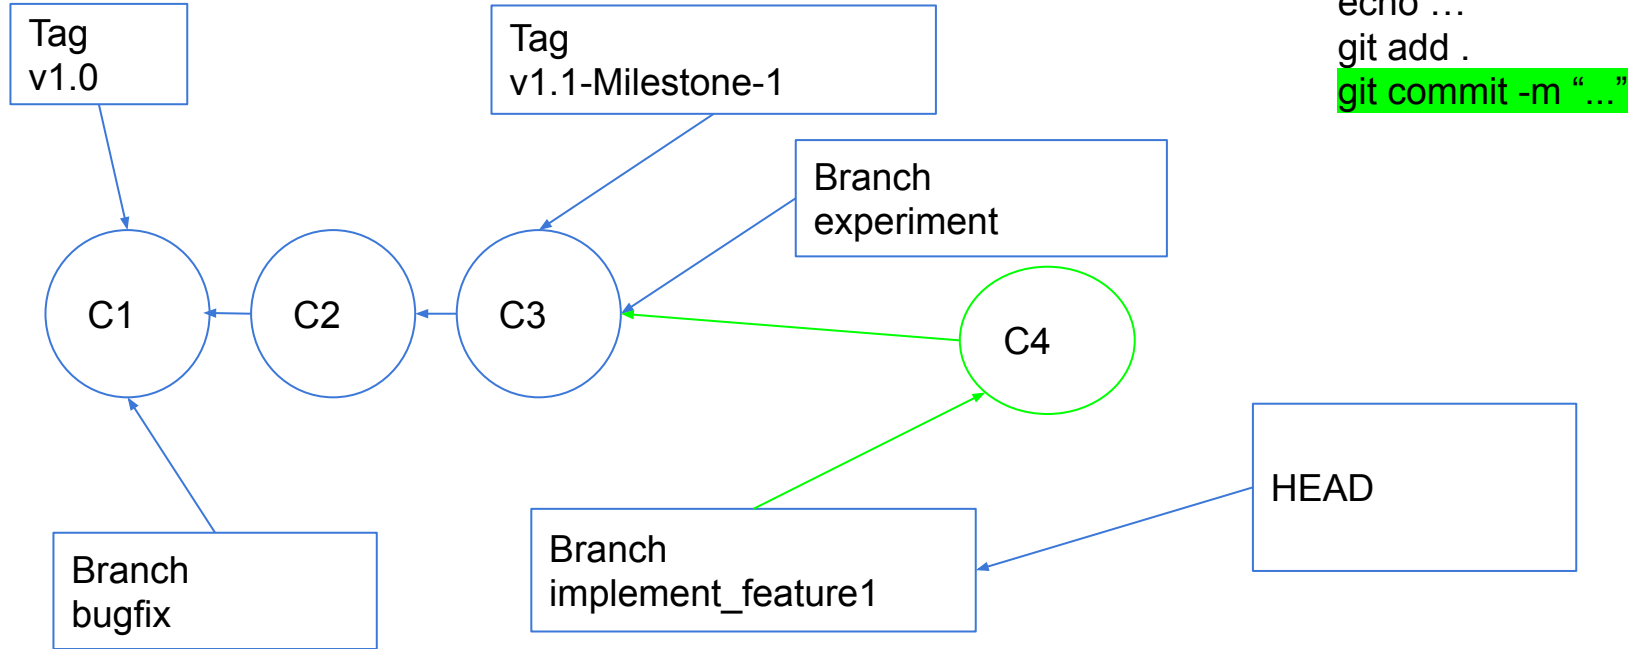 Tag
v1.0
Tag
v1.1-Milestone-1
echo …
git add .
git commit -m “...”
Branch
experiment
C1
C2
C3
C4
HEAD
Branch
implement_feature1
Branch
bugfix